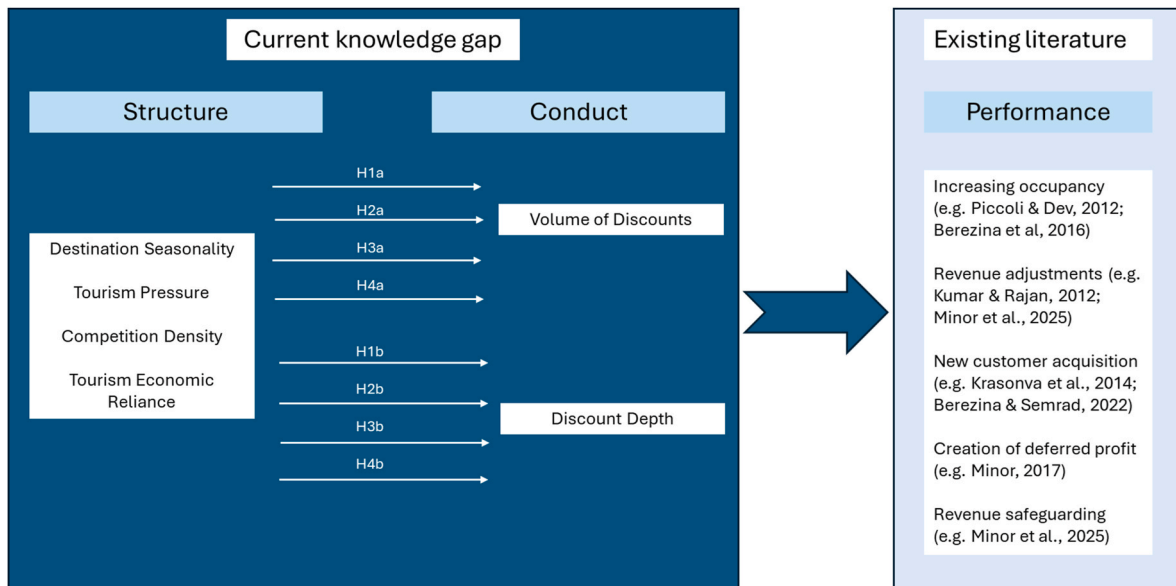 Current knowledge gap
Structure
Conduct
H1a
H2a
H3a
H4a
H1b
H2b
H3b
H4b
Destination Seasonality
Tourism Pressure
Competition Density
Tourism Economic
Reliance
Volume of Discounts
Discount Depth
Existing literature
Performance
Increasing occupancy
(e.g. Piccoli & Dev, 2012;
Berezina et al, 2016)
Revenue adjustments (e.g.
Kumar & Rajan, 2012;
Minor et al., 2025)
New customer acquisition
(e.g. Krasonva et al., 2014;
Berezina & Semrad, 2022)
Creation of deferred profit
(e.g. Minor, 2017)
Revenue safeguarding
(e.g. Minor et al., 2025)